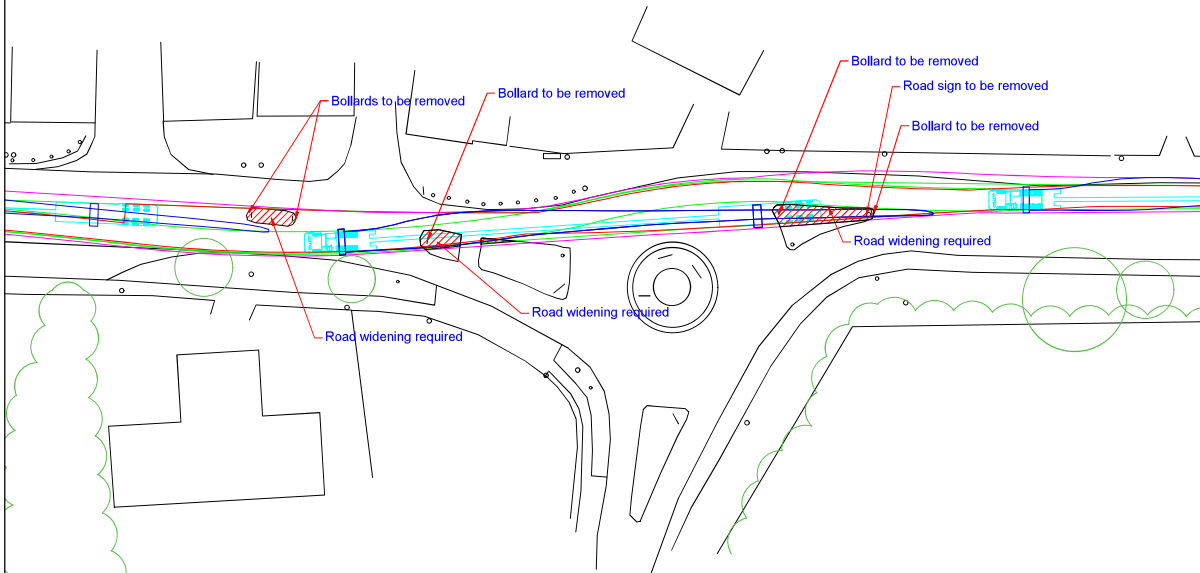 Bollard to be removed
Road sign to be removed
Bollards to be removed
Bollard to be removed
Bollard to be removed
Road widening required
Road widening required
Road widening required